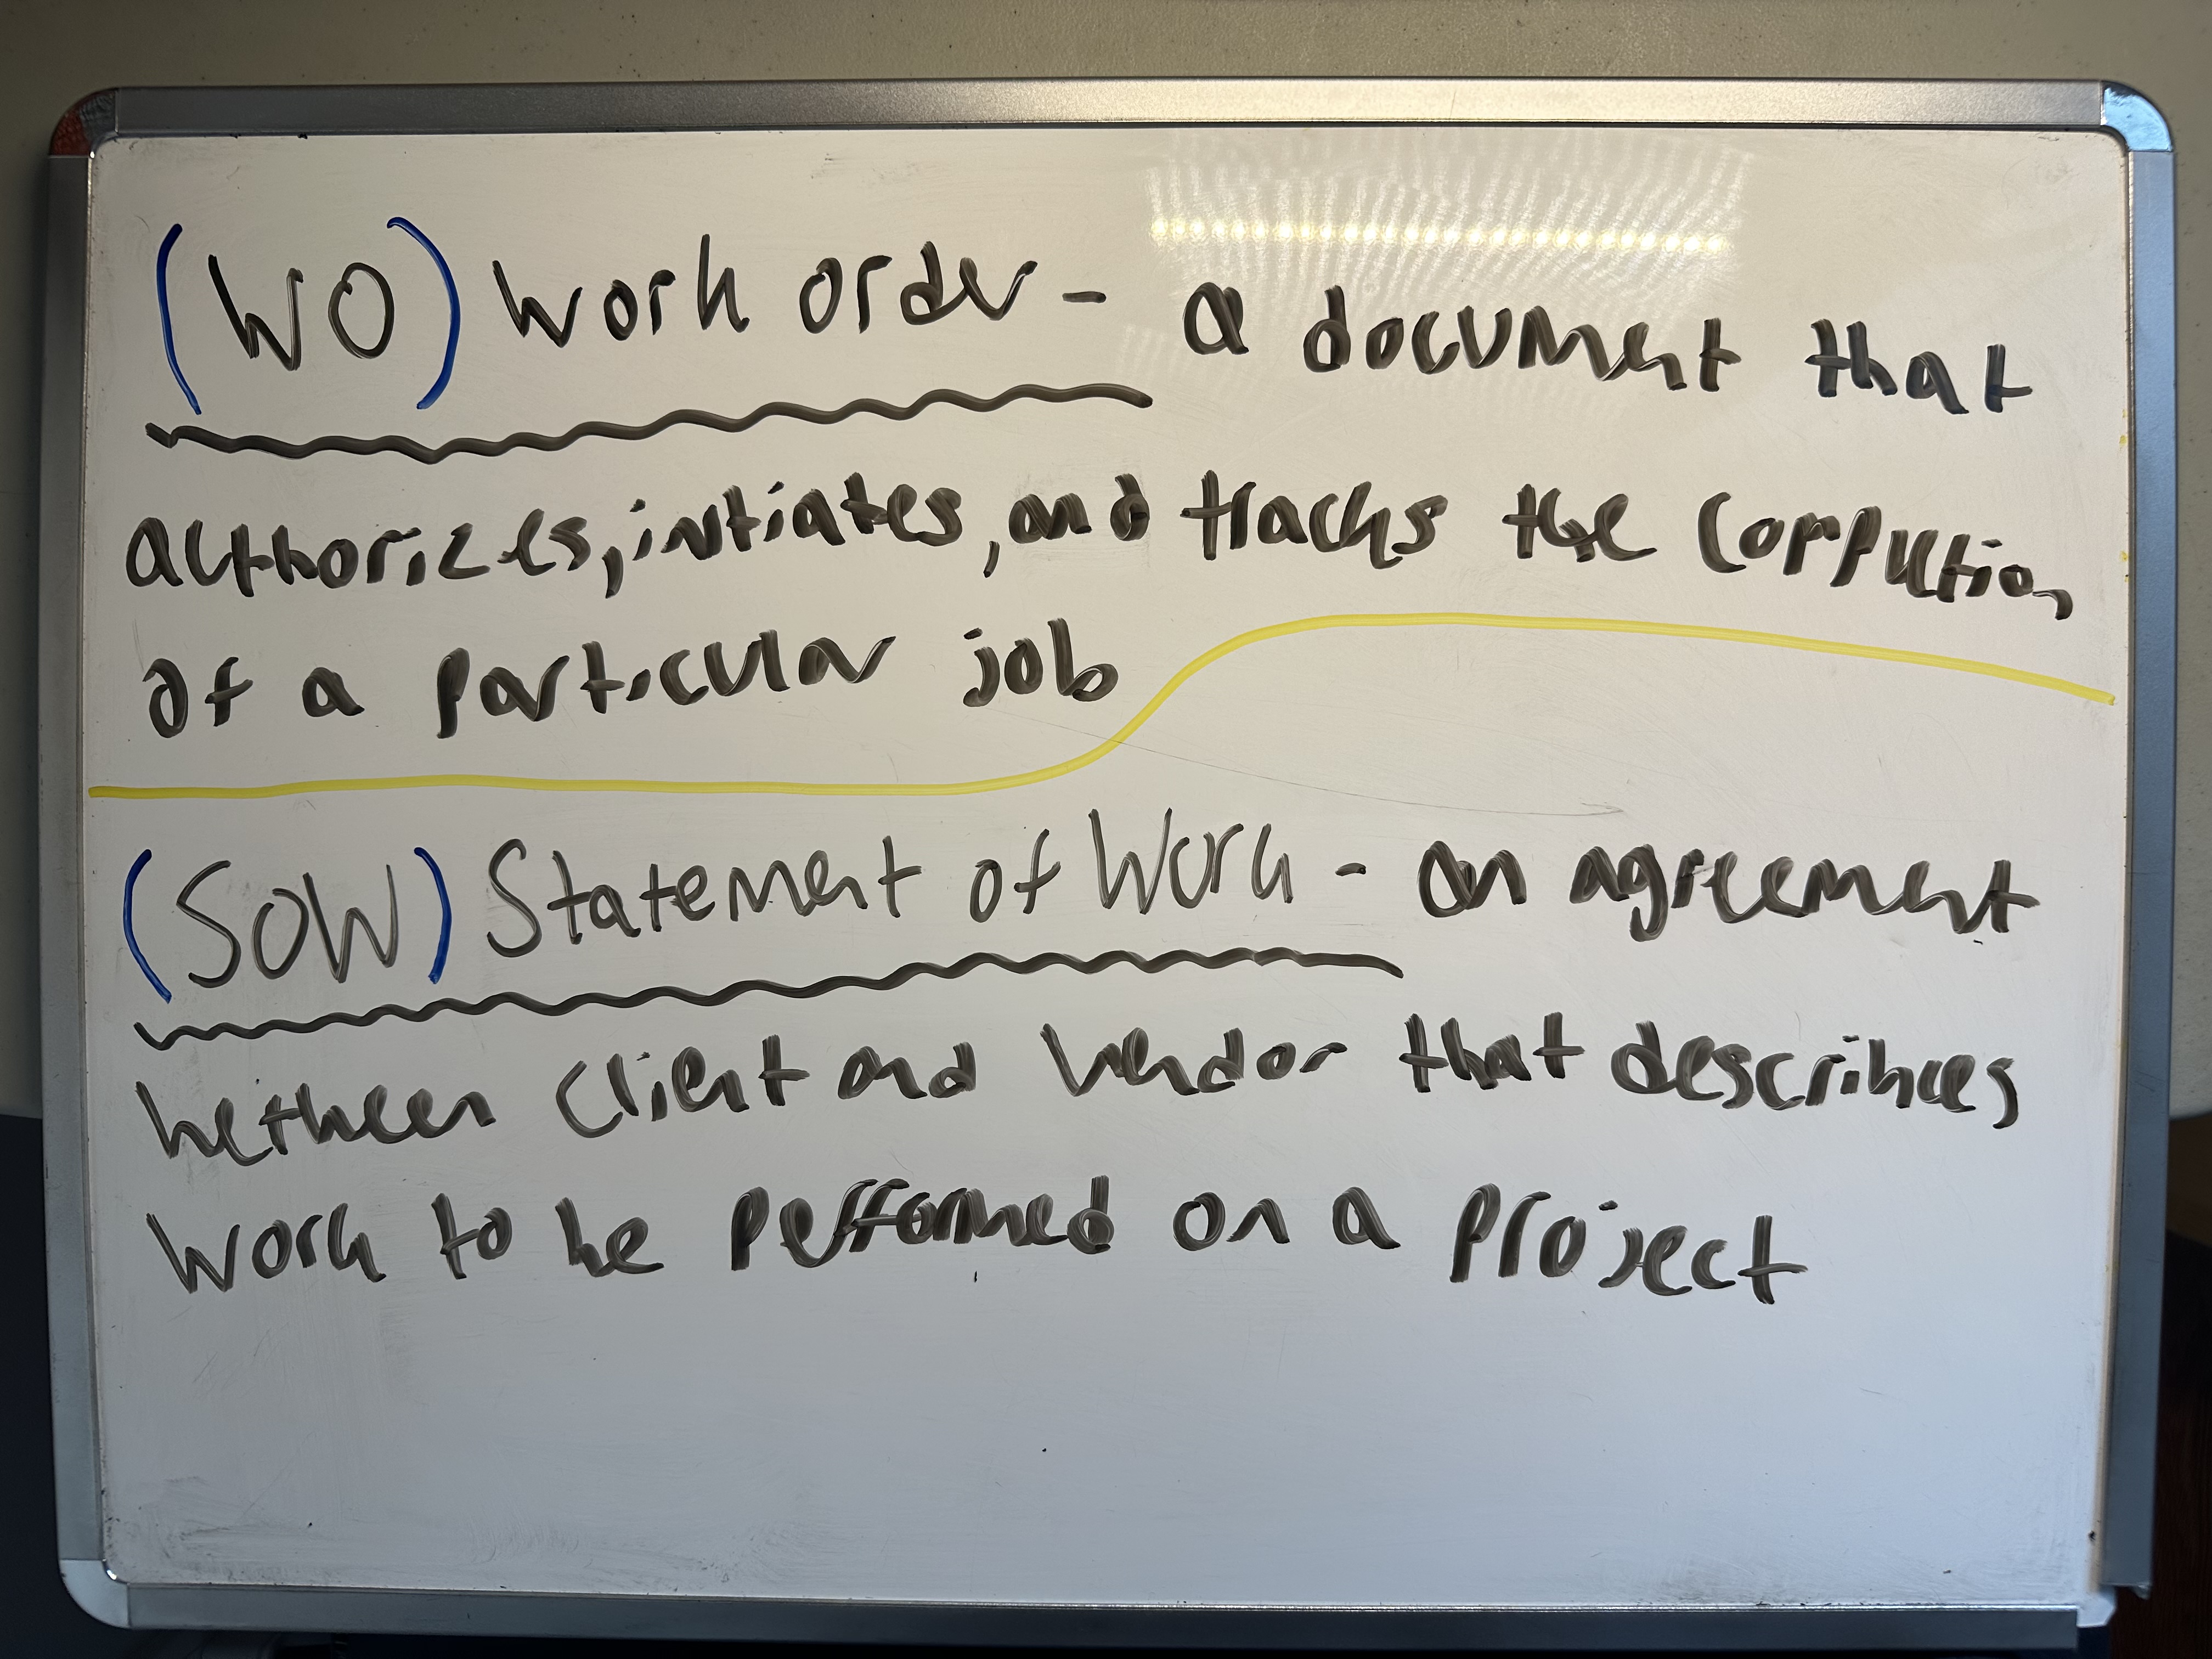 (WO) Work order - a document that
authorizes, intiates, and tracks the Compution
of a particular job
(SOW) Statement of Work - an agreement
between Client and Vendor that describes
Work to be performed on a project